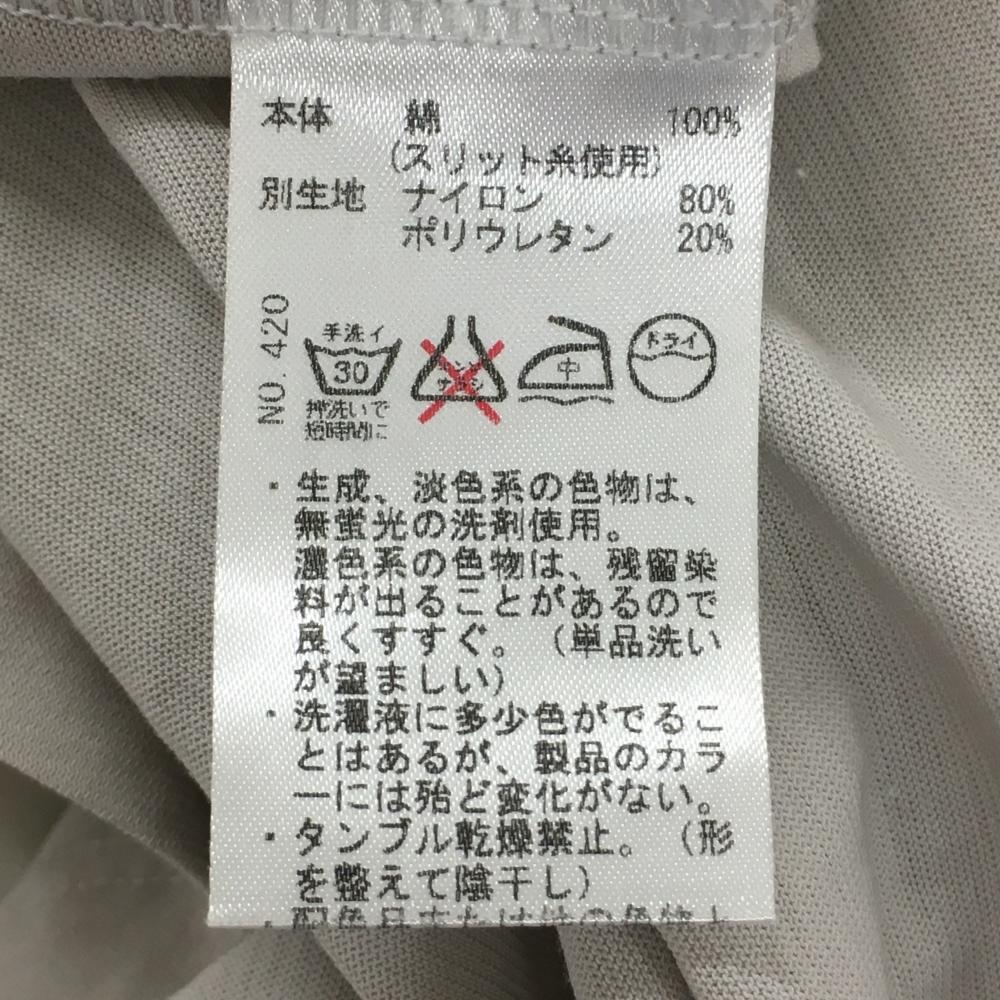 本体 綿 100%
(スリット糸使用)
別生地 ナイロン 80%
ポリウレタン 20%
NO. 420
手洗イ
30
押洗いで
短時間に
エンソ
サラシ
中
ドライ
・生成、淡色系の色物は、
無蛍光の洗剤使用。
濃色系の色物は、残留染
料が出ることがあるので
良くすすぐ。（単品洗い
が望ましい）
・洗濯液に多少色がでるこ
とはあるが、製品のカラ
ーには殆ど変化がない。
・タンブル乾燥禁止。（形
を整えて陰干し）